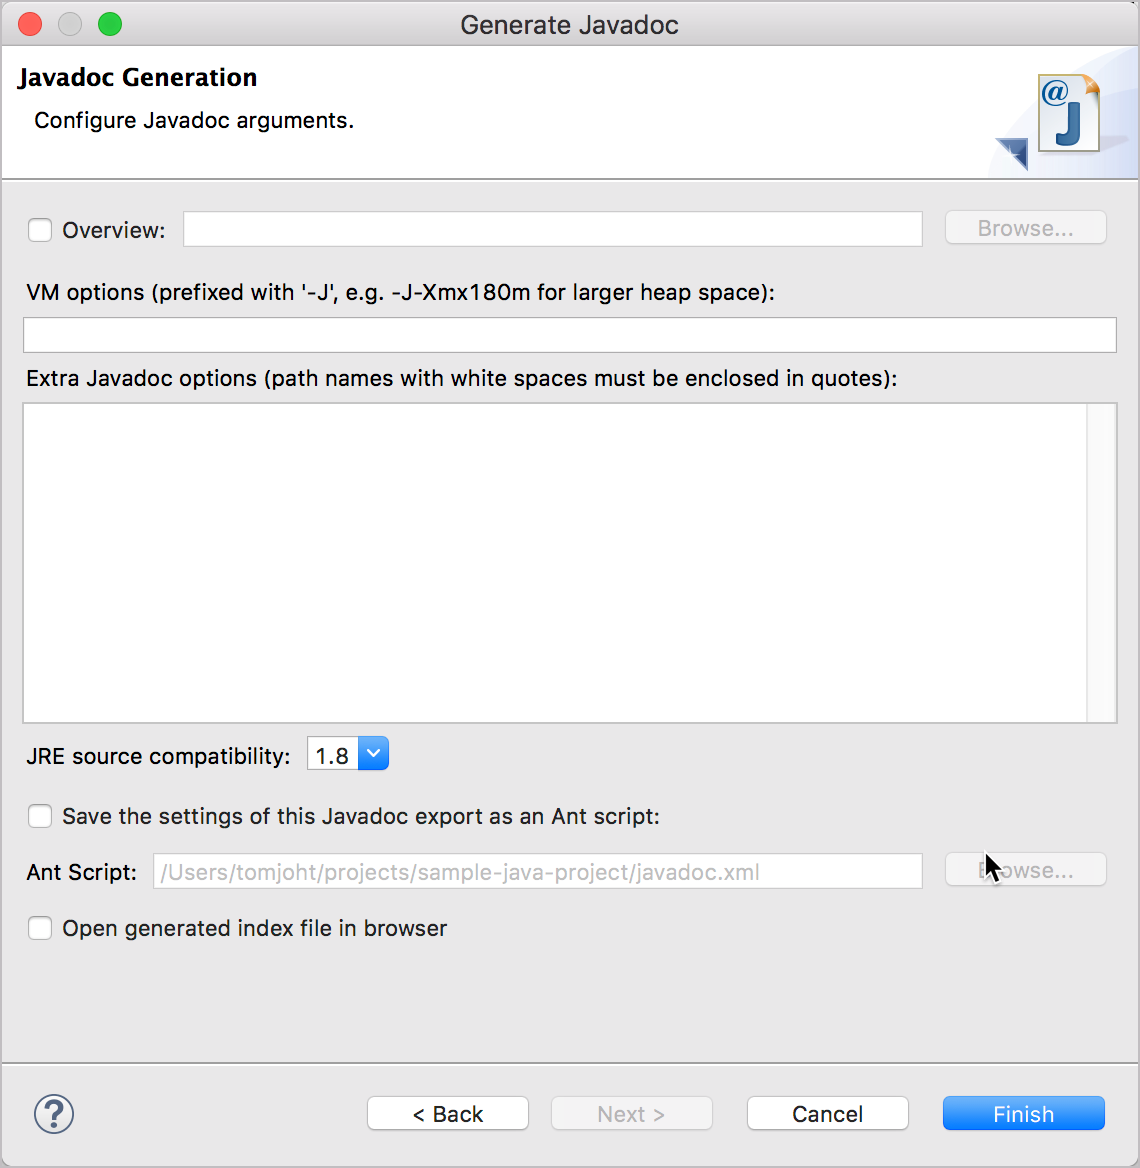 Generate Javadoc
Javadoc Generation
Configure Javadoc arguments.
@J
Overview:
Browse...
VM options (prefixed with '-J', e.g. -J-Xmx180m for larger heap space):
Extra Javadoc options (path names with white spaces must be enclosed in quotes):
JRE source compatibility: 1.8
Save the settings of this Javadoc export as an Ant script:
Ant Script: /Users/tomjoht/projects/sample-java-project/javadoc.xml
Browse...
Open generated index file in browser
? < Back Next > Cancel Finish